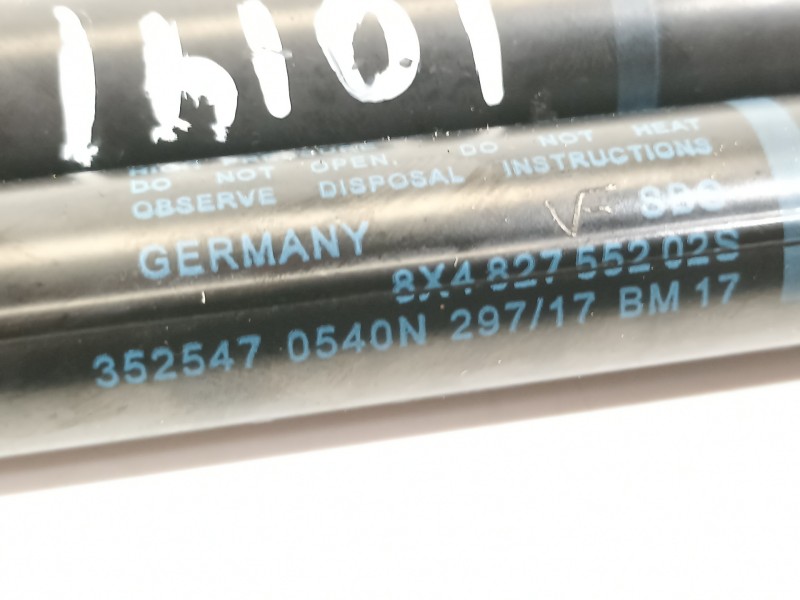 14101
DO NOT OPEN. DO NOT HEAT
OBSERVE DISPOSAL INSTRUCTIONS
GERMANY
8X4 827 552 02S
352547 0540N 297/17 BM 17